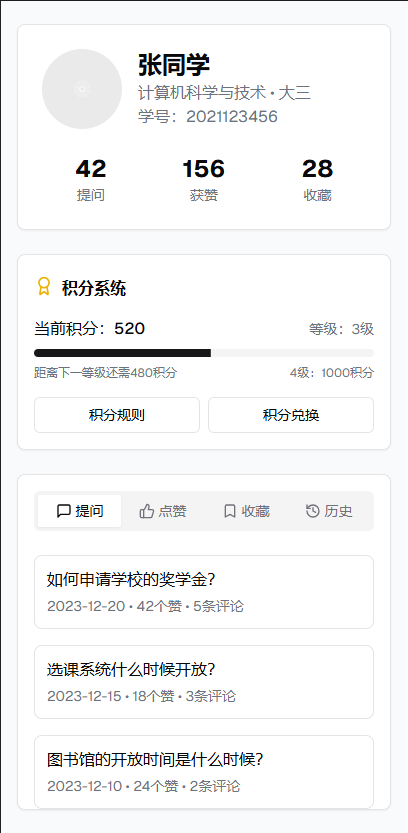 张同学
计算机科学与技术 • 大三
学号：2021123456
42 156 28
提问 获赞 收藏
积分系统
当前积分：520 等级：3级
距离下一等级还需480积分 4级：1000积分
积分规则 积分兑换
提问 点赞 收藏 历史
如何申请学校的奖学金？
2023-12-20 • 42个赞 • 5条评论
选课系统什么时候开放？
2023-12-15 • 18个赞 • 3条评论
图书馆的开放时间是什么时候？
2023-12-10 • 24个赞 • 2条评论